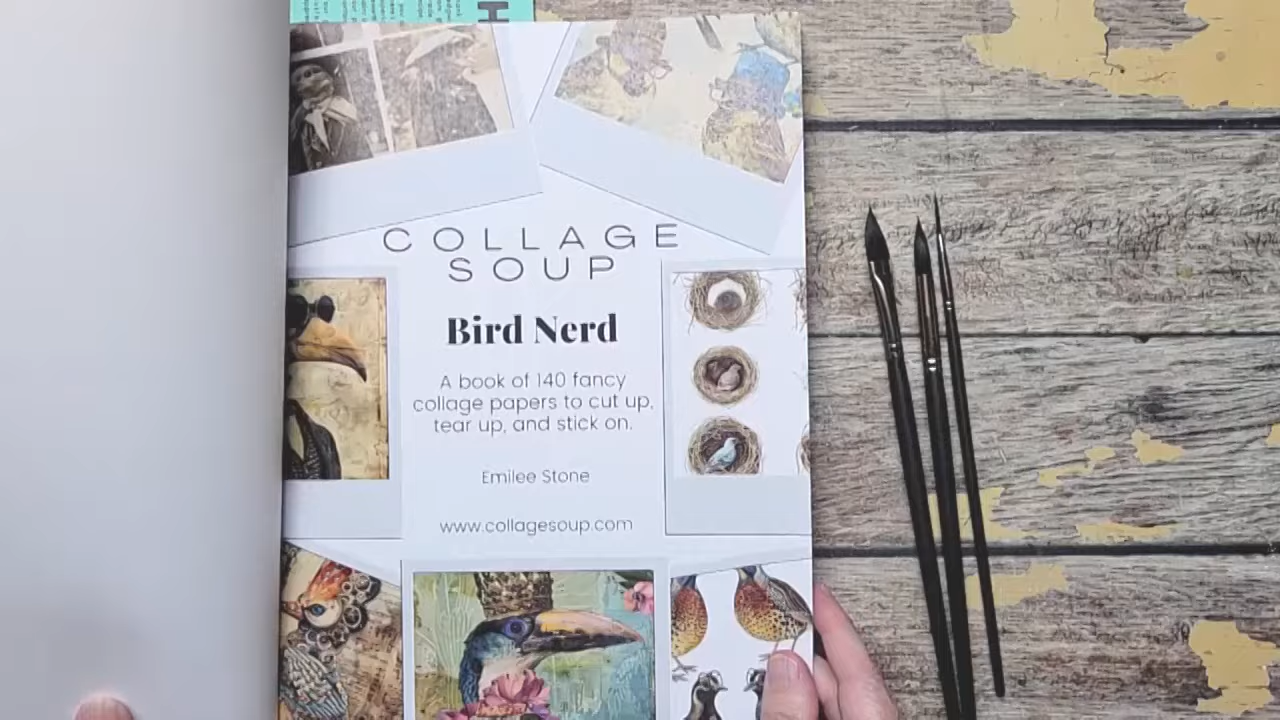 H
COLLAGE
SOUP
Bird Nerd
A book of 140 fancy
collage papers to cut up,
tear up, and stick on.
Emilee Stone
www.collagesoup.com